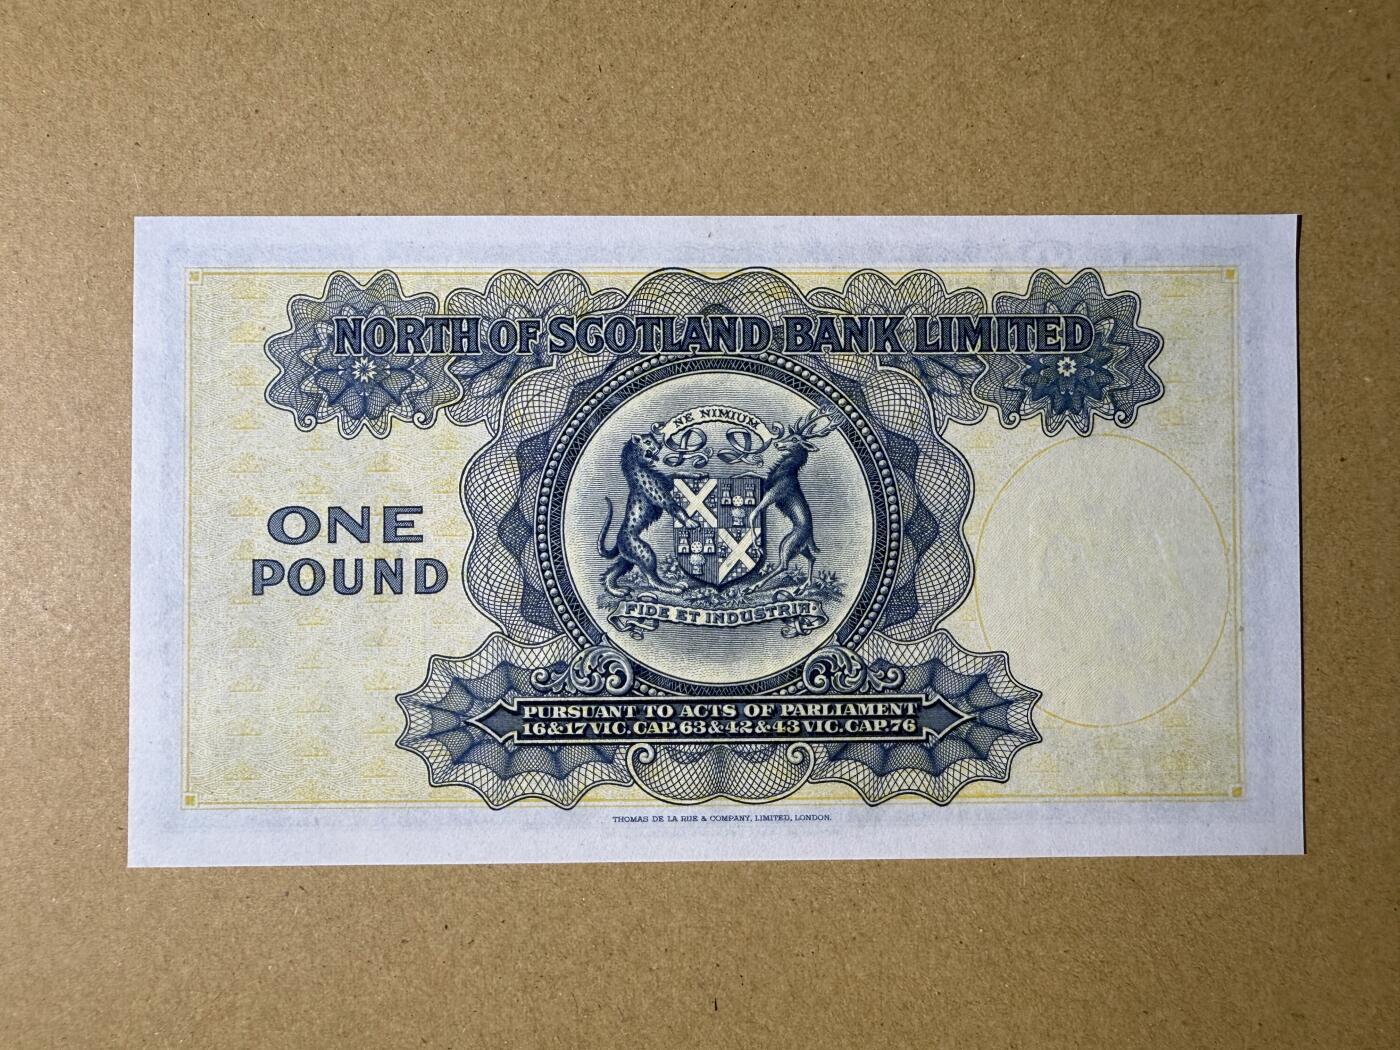 NORTH OF SCOTLAND BANK LIMITED
NE NIMIUM
ONE
POUND
FIDE ET INDUSTRIA
PURSUANT TO ACTS OF PARLIAMENT
16&17 VIC. CAP. 63 & 42 & 43 VIC. CAP. 76
THOMAS DE LA RUE & COMPANY, LIMITED, LONDON.